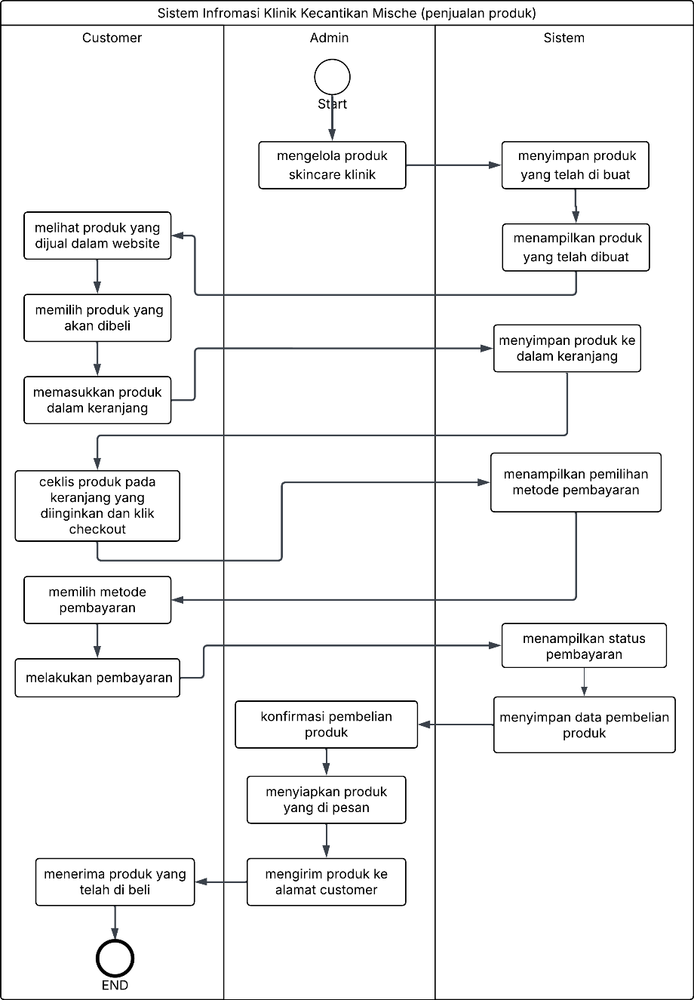 Sistem Infromasi Klinik Kecantikan Mische (penjualan produk)
Customer
Admin
Sistem
Start
mengelola produk
skincare klinik
menyimpan produk
yang telah di buat
menampilkan produk
yang telah dibuat
melihat produk yang
dijual dalam website
memilih produk yang
akan dibeli
memasukkan produk
dalam keranjang
menyimpan produk ke
dalam keranjang
ceklis produk pada
keranjang yang
diinginkan dan klik
checkout
menampilkan pemilihan
metode pembayaran
memilih metode
pembayaran
melakukan pembayaran
menampilkan status
pembayaran
menyimpan data pembelian
produk
konfirmasi pembelian
produk
menyiapkan produk
yang di pesan
mengirim produk ke
alamat customer
menerima produk yang
telah di beli
END